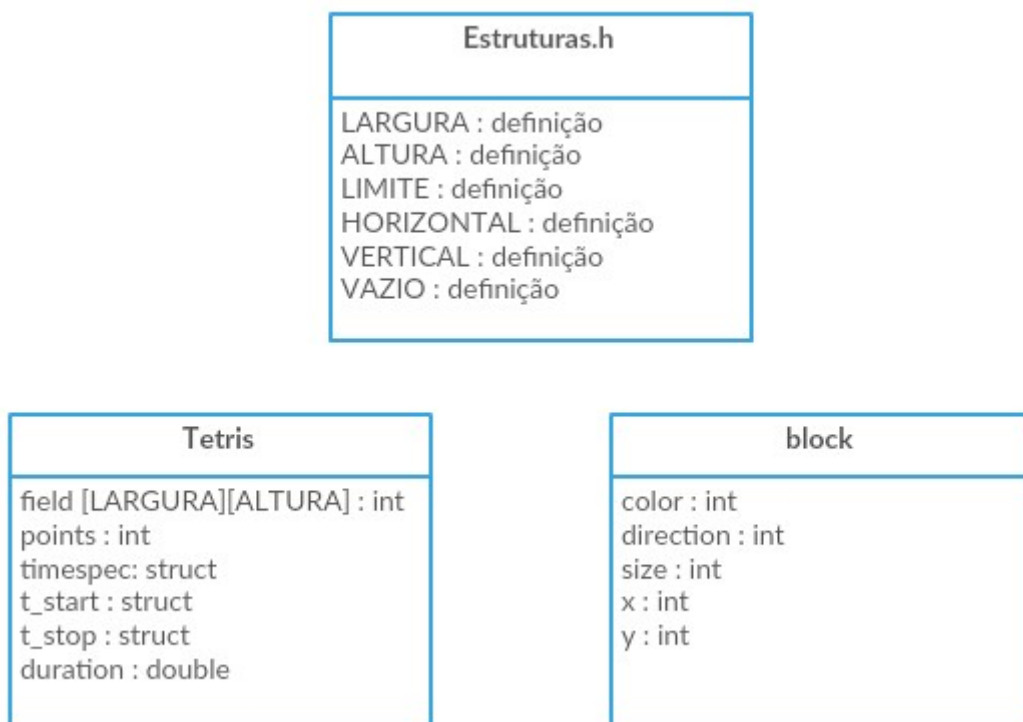 Estruturas.h
LARGURA : definição
ALTURA : definição
LIMITE : definição
HORIZONTAL : definição
VERTICAL : definição
VAZIO : definição
Tetris
field [LARGURA][ALTURA] : int
points : int
timespec: struct
t_start : struct
t_stop : struct
duration : double
block
color : int
direction : int
size : int
x : int
y : int